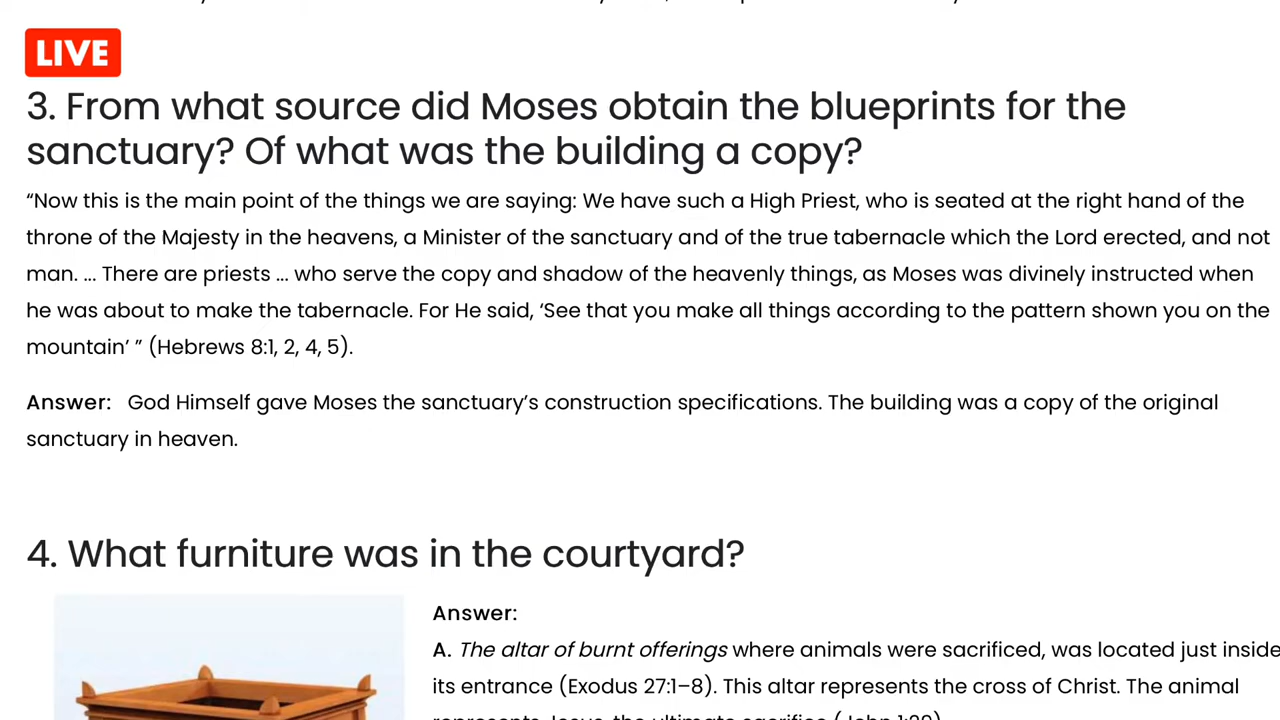 LIVE
3. From what source did Moses obtain the blueprints for the
sanctuary? Of what was the building a copy?
“Now this is the main point of the things we are saying: We have such a High Priest, who is seated at the right hand of the
throne of the Majesty in the heavens, a Minister of the sanctuary and of the true tabernacle which the Lord erected, and not
man. ... There are priests ... who serve the copy and shadow of the heavenly things, as Moses was divinely instructed when
he was about to make the tabernacle. For He said, ‘See that you make all things according to the pattern shown you on the
mountain’ ” (Hebrews 8:1, 2, 4, 5).
Answer: God Himself gave Moses the sanctuary’s construction specifications. The building was a copy of the original
sanctuary in heaven.
4. What furniture was in the courtyard?
Answer:
A. The altar of burnt offerings where animals were sacrificed, was located just inside
its entrance (Exodus 27:1–8). This altar represents the cross of Christ. The animal
represents Jesus, the ultimate sacrifice (John